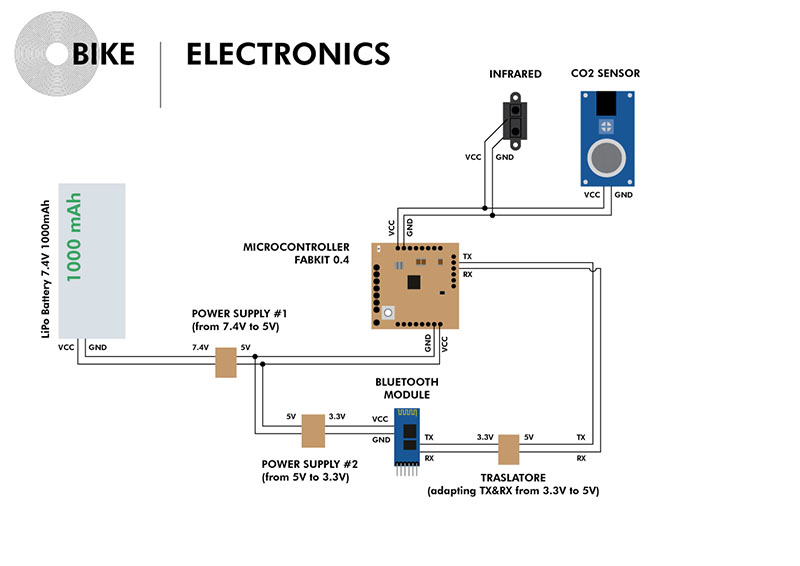 BIKE ELECTRONICS
INFRARED
CO2 SENSOR
VCC
GND
VCC
GND
LiPo Battery 7.4V 1000mAh
1000 mAh
VCC
GND
MICROCONTROLLER
FABKIT 0.4
TX
RX
POWER SUPPLY #1
(from 7.4V to 5V)
VCC
GND
7.4V
5V
GND
VCC
BLUETOOTH
MODULE
5V
3.3V
VCC
GND
TX
RX
3.3V
5V
TX
RX
POWER SUPPLY #2
(from 5V to 3.3V)
TRASLATORE
(adapting TX&RX from 3.3V to 5V)